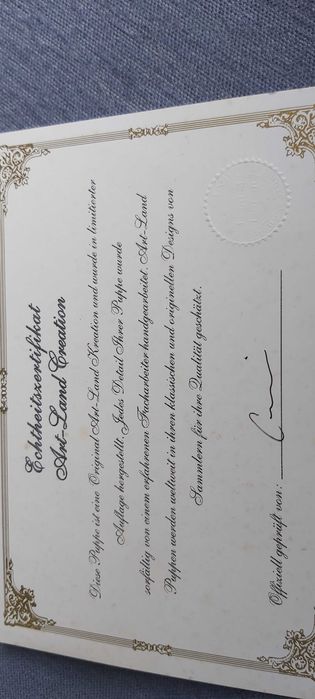 Echtheitszertifikat
Art-Land Creation
Diese Puppe ist eine Original Art-Land Kreation und wurde in limitierter
Auflage hergestellt. Jedes Detail Ihrer Puppe wurde
sorfältig von einem erfahrenen Facharbeiter handgearbeitet. Art-Land
Puppen werden weltweit in ihren klassischen und originellen Designs von
Sammlern für ihre Qualität geschätzt.
Offiziell geprüft von: